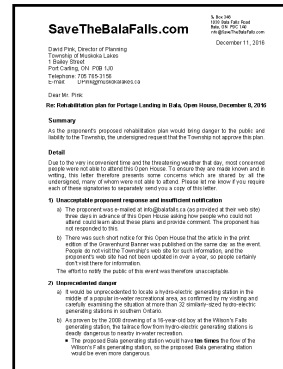 SaveTheBalaFalls.com
Box 346
1038 Bala Falls Road
Bala, ON P0C 1A0
info@SaveTheBalaFalls.com
December 11, 2016
David Pink, Director of Planning
Township of Muskoka Lakes
1 Bailey Street
Port Carling, ON P0B 1J0
Telephone: 705 765-3156
E-mail: DPink@muskokalakes.ca
Dear Mr. Pink
Re: Rehabilitation plan for Portage Landing in Bala, Open House, December 8, 2016
Summary
As the proponent's proposed rehabilitation plan would bring danger to the public and
liability to the Township, the undersigned request that the Township not approve this plan.
Detail
Due to the very inconvenient time and the threatening weather that day, most concerned
people were not able to attend this Open House. To ensure they are made known and in
writing, this letter therefore presents some concerns which are shared by all the
undersigned, many of whom were not able to attend. Please let me know if you require
each of these signatories to separately send you a copy of this letter.
1) Unacceptable proponent response and insufficient notification
a) The proponent was e-mailed at info@balafalls.ca (as provided at their web site)
three days in advance of this Open House asking how people not able to
attend could learn about these plans and provide comment. The proponent has
not responded to this.
b) There was such short notice for this Open House that the article in the print
edition of the Gravenhurst Banner was published on the same day as the event.
People do not visit the Township's web site for such information, and the
proponent's web site had not been updated in over a year, so people certainly
don't visit there for information.
The effort to notify the public of this event was therefore unacceptable.
2) Unprecedented danger
a) It would be unprecedented to locate a hydro-electric generating station in the
middle of a popular in-water recreational area, as confirmed by my visiting and
carefully examining the situation at more than 32 similarly-sized hydro-electric
generating stations in southern Ontario.
b) As proven by the 2008 drowning of a 16-year-old boy at the Wilson's Falls
generating station, the tailrace flow from hydro-electric generating stations is
deadly dangerous to nearby in-water recreation.
■ The proposed Bala generating station would have ten times the flow of the
Wilson's Falls generating station, so the proposed Bala generating station
would be even more dangerous.